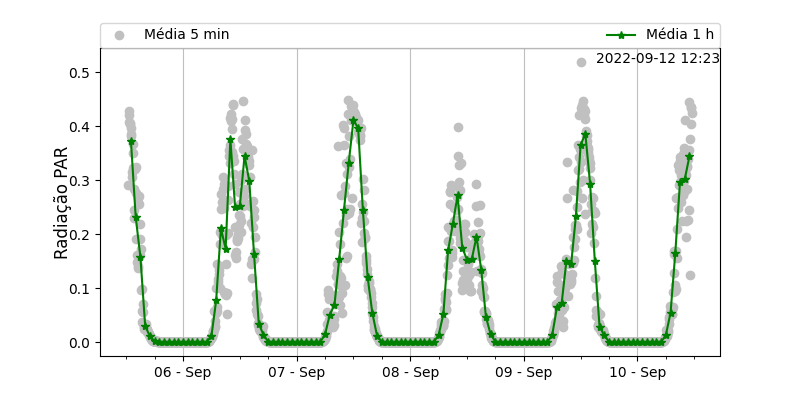 Média 5 min
Média 1 h
2022-09-12 12:23
Radiação PAR
0.5
0.4
0.3
0.2
0.1
0.0
06 - Sep
07 - Sep
08 - Sep
09 - Sep
10 - Sep